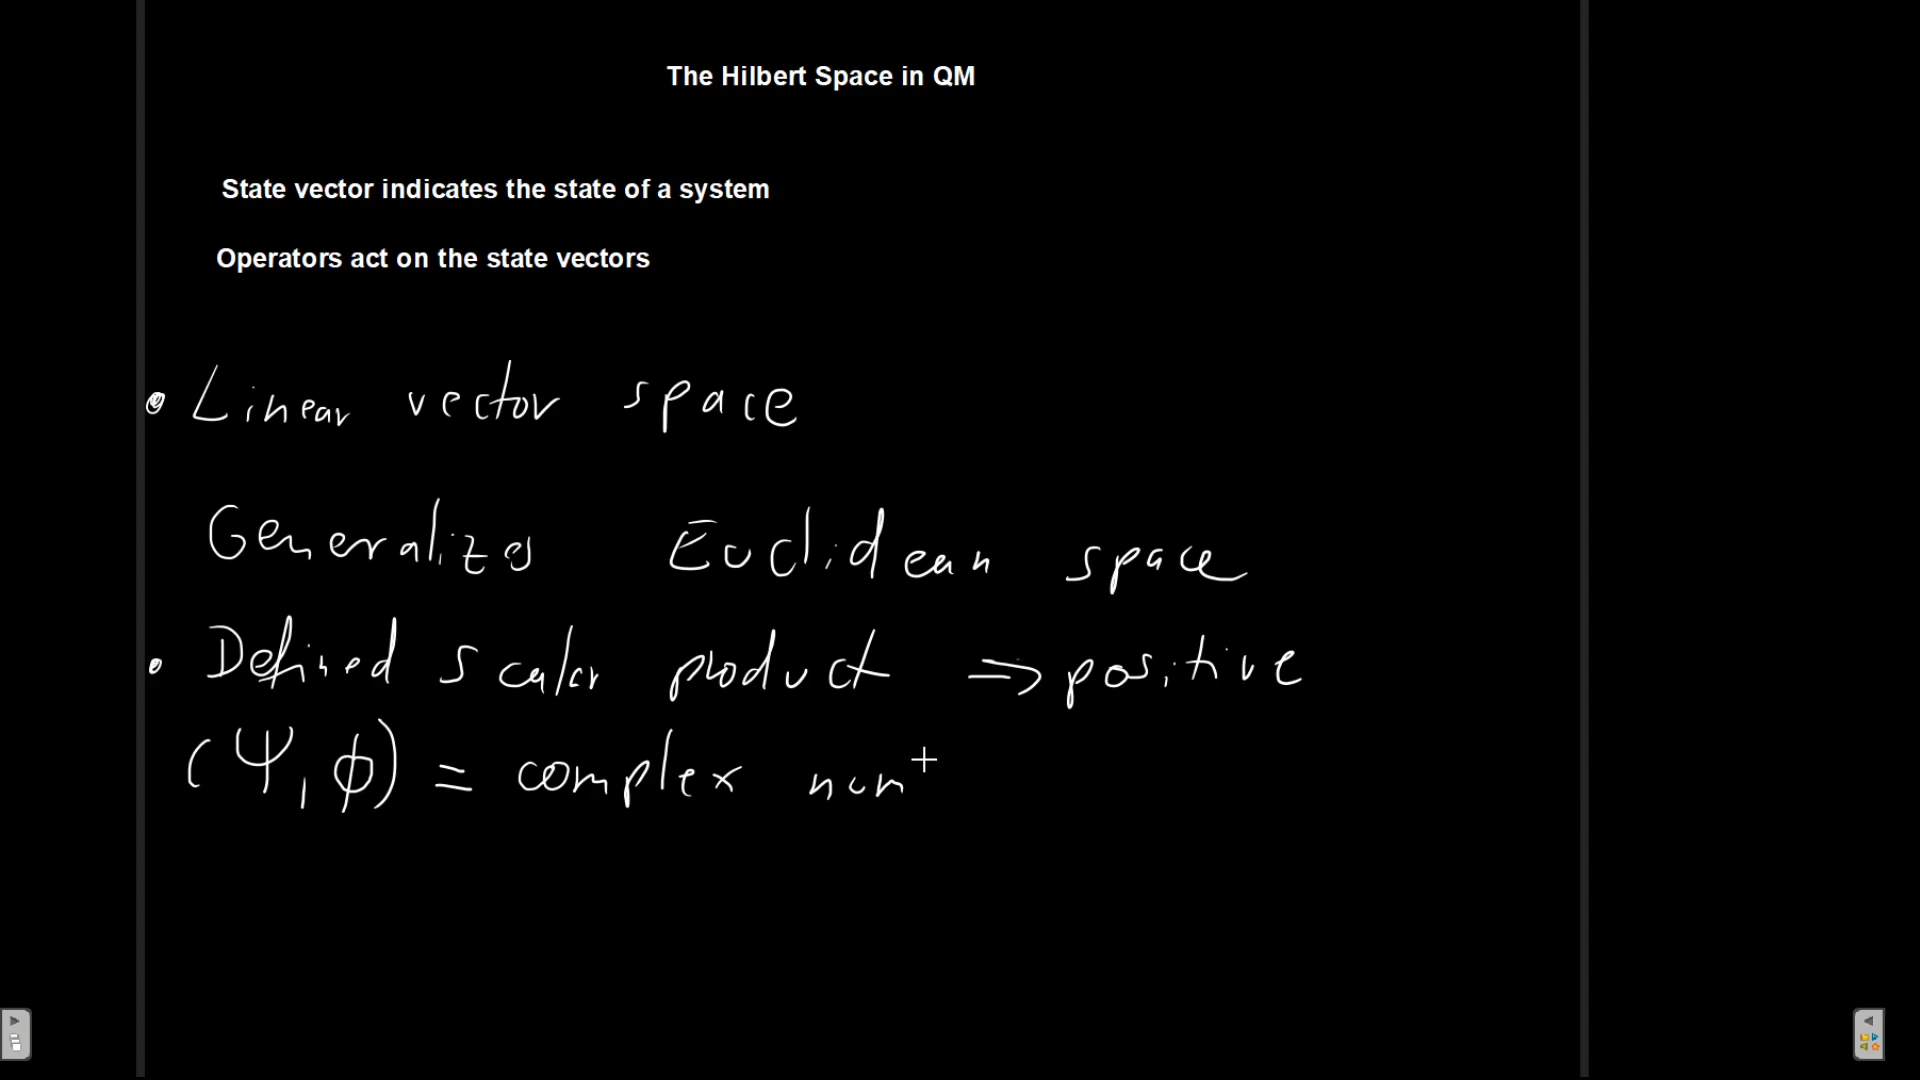 The Hilbert Space in QM
State vector indicates the state of a system
Operators act on the state vectors
• Linear vector space
Generalizes Euclidean space
• Defined scalar product ⇒ positive
(Ψ, ϕ) = complex num